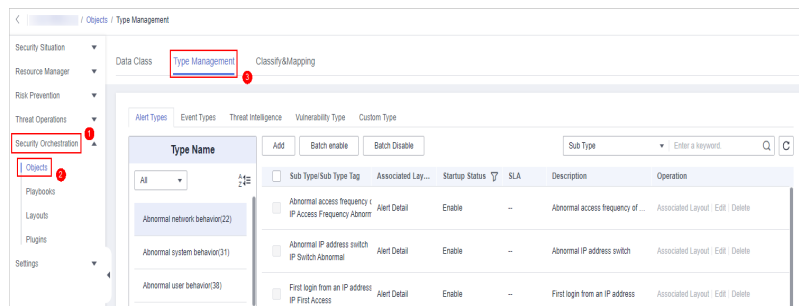 / Objects / Type Management
Security Situation
Resource Manager
Risk Prevention
Threat Operations
Security Orchestration
1
Objects
2
Playbooks
Layouts
Plugins
Settings
Data Class Type Management Classify&Mapping
3
Alert Types Event Types Threat Intelligence Vulnerability Type Custom Type
Type Name
All
Abnormal network behavior(22)
Abnormal system behavior(31)
Abnormal user behavior(38)
Add Batch enable Batch Disable Sub Type Enter a keyword.
Sub Type/Sub Type Tag Associated Lay... Startup Status SLA Description Operation
Abnormal access frequency o
IP Access Frequency Abnorm
Alert Detail Enable -- Abnormal access frequency of ... Associated Layout Edit Delete
Abnormal IP address switch
IP Switch Abnormal
Alert Detail Enable -- Abnormal IP address switch Associated Layout Edit Delete
First login from an IP address
IP First Access
Alert Detail Enable -- First login from an IP address Associated Layout Edit Delete